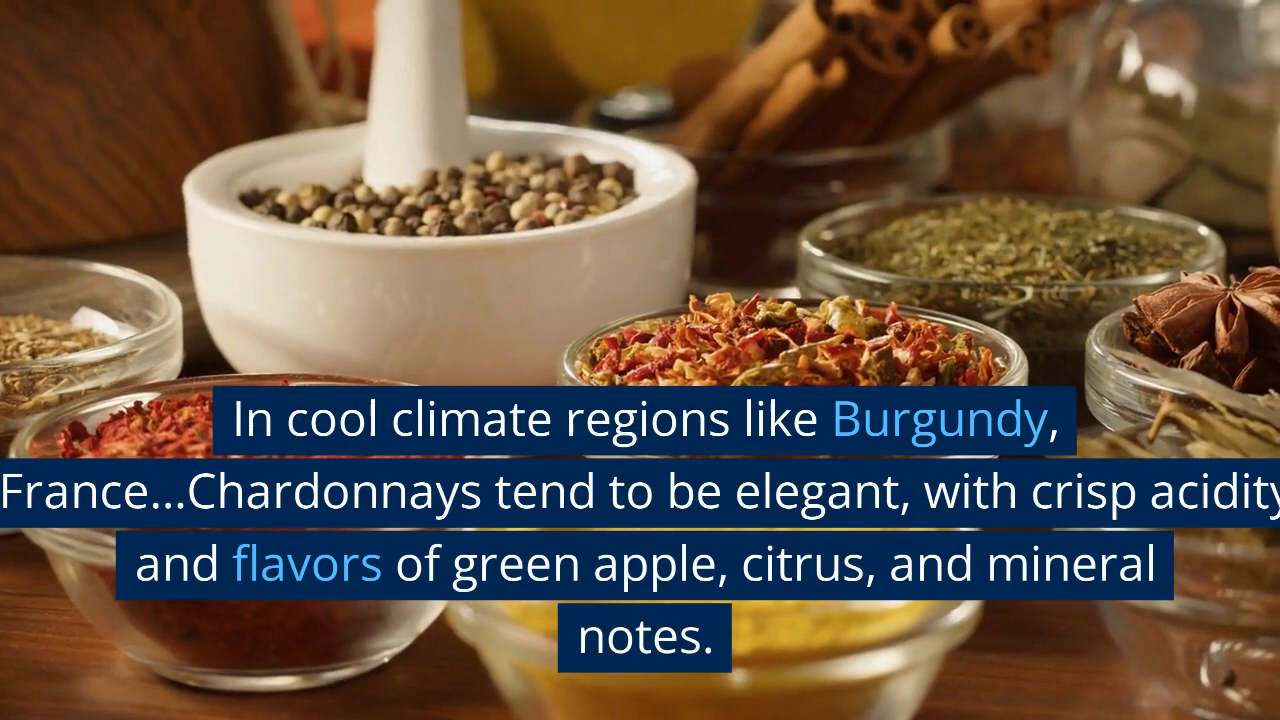 In cool climate regions like Burgundy,
France...Chardonnays tend to be elegant, with crisp acidity
and flavors of green apple, citrus, and mineral
notes.